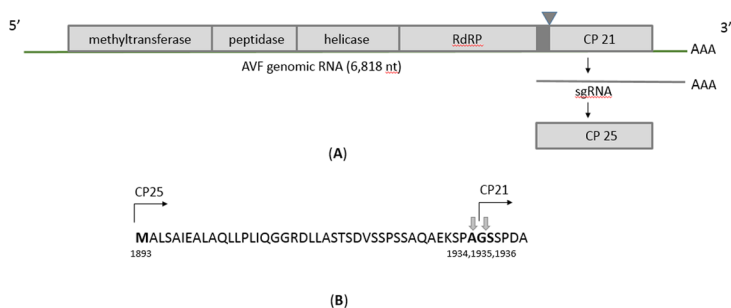 5’ 3’
methyltransferase peptidase helicase RdRP CP 21
AAA
AVF genomic RNA (6,818 nt)
AAA
sgRNA
CP 25
(A)
CP25 CP21
MALSAIEALAQLLPLIQGGRDLLASTSDVSSPSSAQAEKSPAGSSPDA
1893 1934,1935,1936
(B)